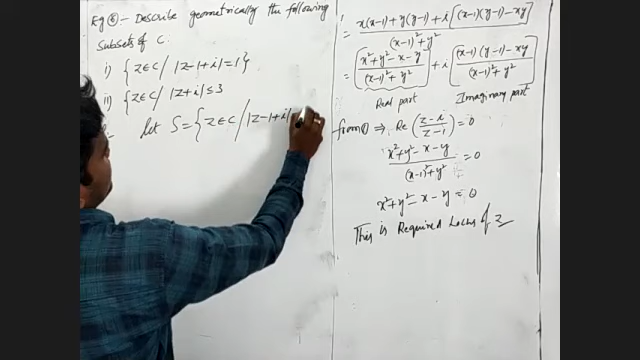 Eg ⑧ :- Describe geometrically the following
Subsets of C.
i) { z∈c / |z-1+i|=1 }
ii) { z∈c / |z+i| ≤ 3
Let S = { z∈c / |z-1+i|=
= x(x-1)+y(y-1)+i[(x-1)(y-1)-xy] / (x-1)²+y²
= [x²+y²-x-y / (x-1)²+y²] + i [(x-1)(y-1)-xy / (x-1)²+y²]
Real part Imaginary part
from ① ⇒ Re (z-i / z-1) = 0
x²+y²-x-y / (x-1)²+y² = 0
x²+y²-x-y = 0
This is Required Locus of z